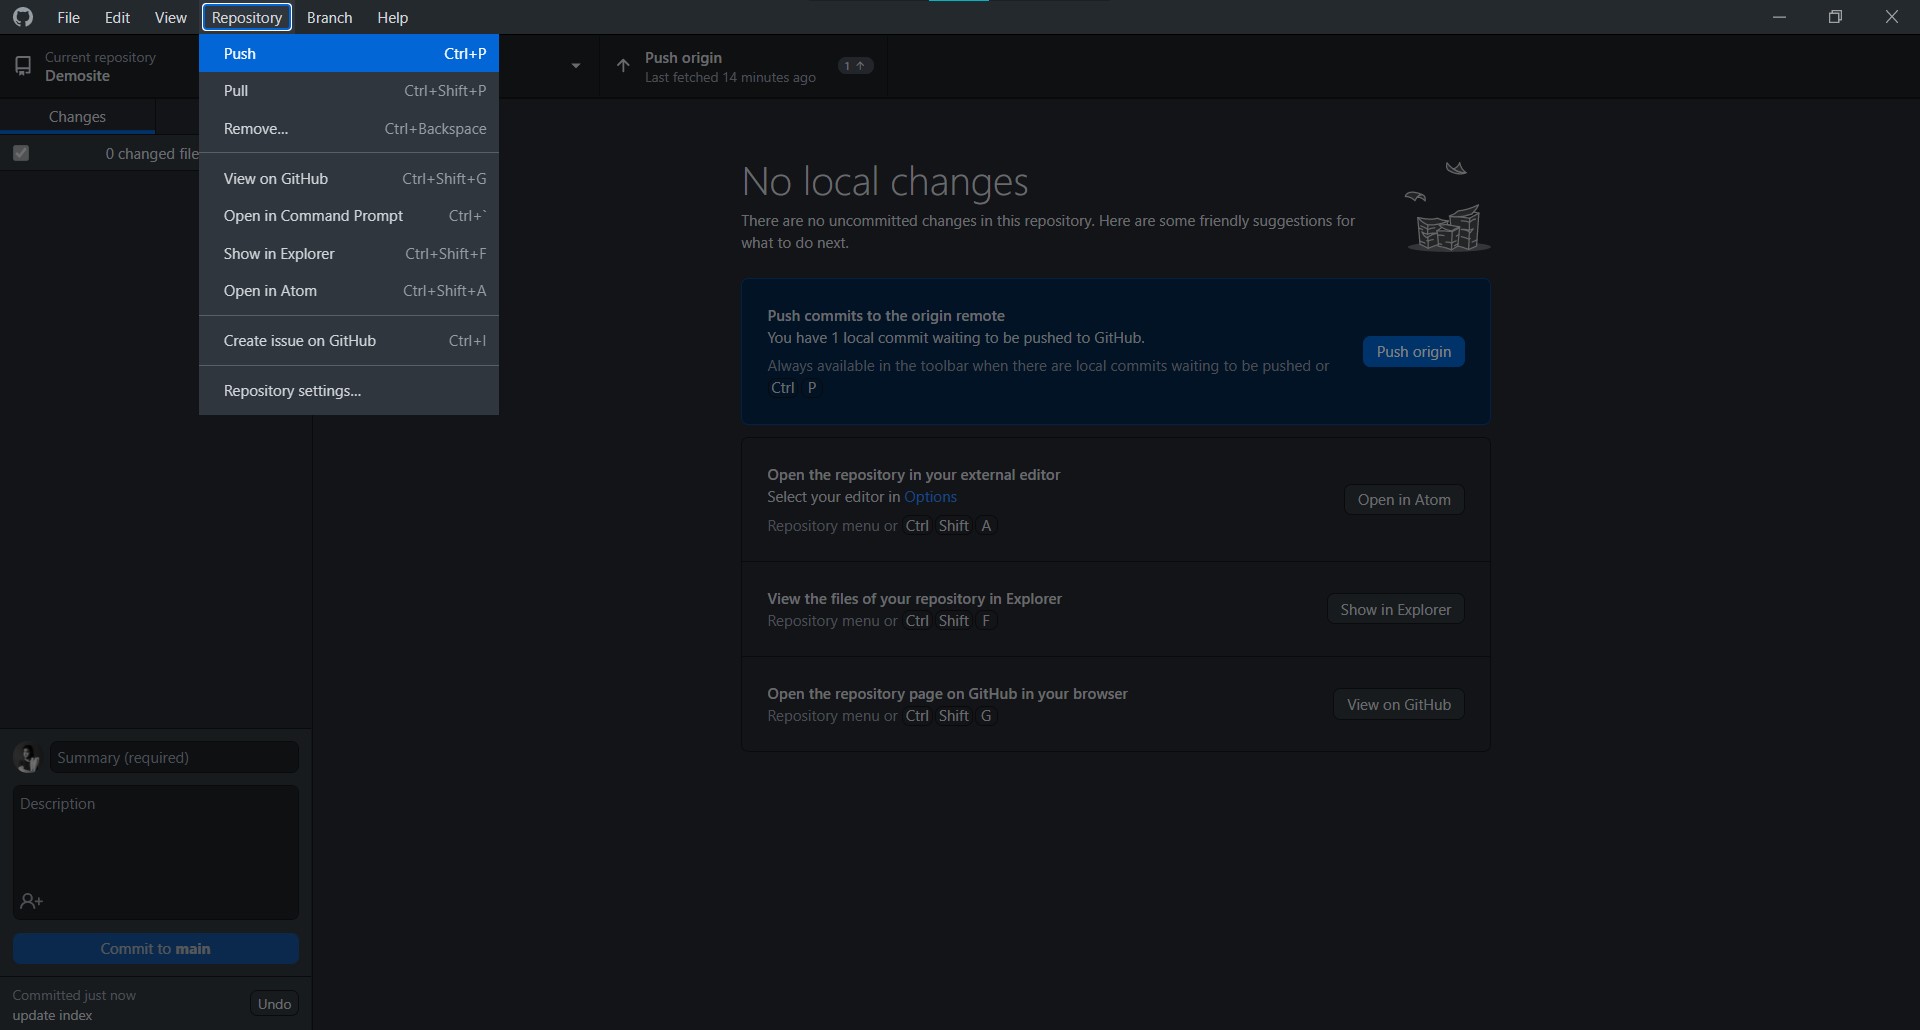 File Edit View Repository Branch Help
Current repository
Demosite
Push origin
Last fetched 14 minutes ago
1
Push Ctrl+P
Pull Ctrl+Shift+P
Remove... Ctrl+Backspace
View on GitHub Ctrl+Shift+G
Open in Command Prompt Ctrl+`
Show in Explorer Ctrl+Shift+F
Open in Atom Ctrl+Shift+A
Create issue on GitHub Ctrl+I
Repository settings...
Changes
0 changed file
No local changes
There are no uncommitted changes in this repository. Here are some friendly suggestions for
what to do next.
Push commits to the origin remote
You have 1 local commit waiting to be pushed to GitHub.
Always available in the toolbar when there are local commits waiting to be pushed or
Ctrl P
Push origin
Open the repository in your external editor
Select your editor in Options
Repository menu or Ctrl Shift A
Open in Atom
View the files of your repository in Explorer
Repository menu or Ctrl Shift F
Show in Explorer
Open the repository page on GitHub in your browser
Repository menu or Ctrl Shift G
View on GitHub
Summary (required)
Description
Commit to main
Committed just now
update index
Undo